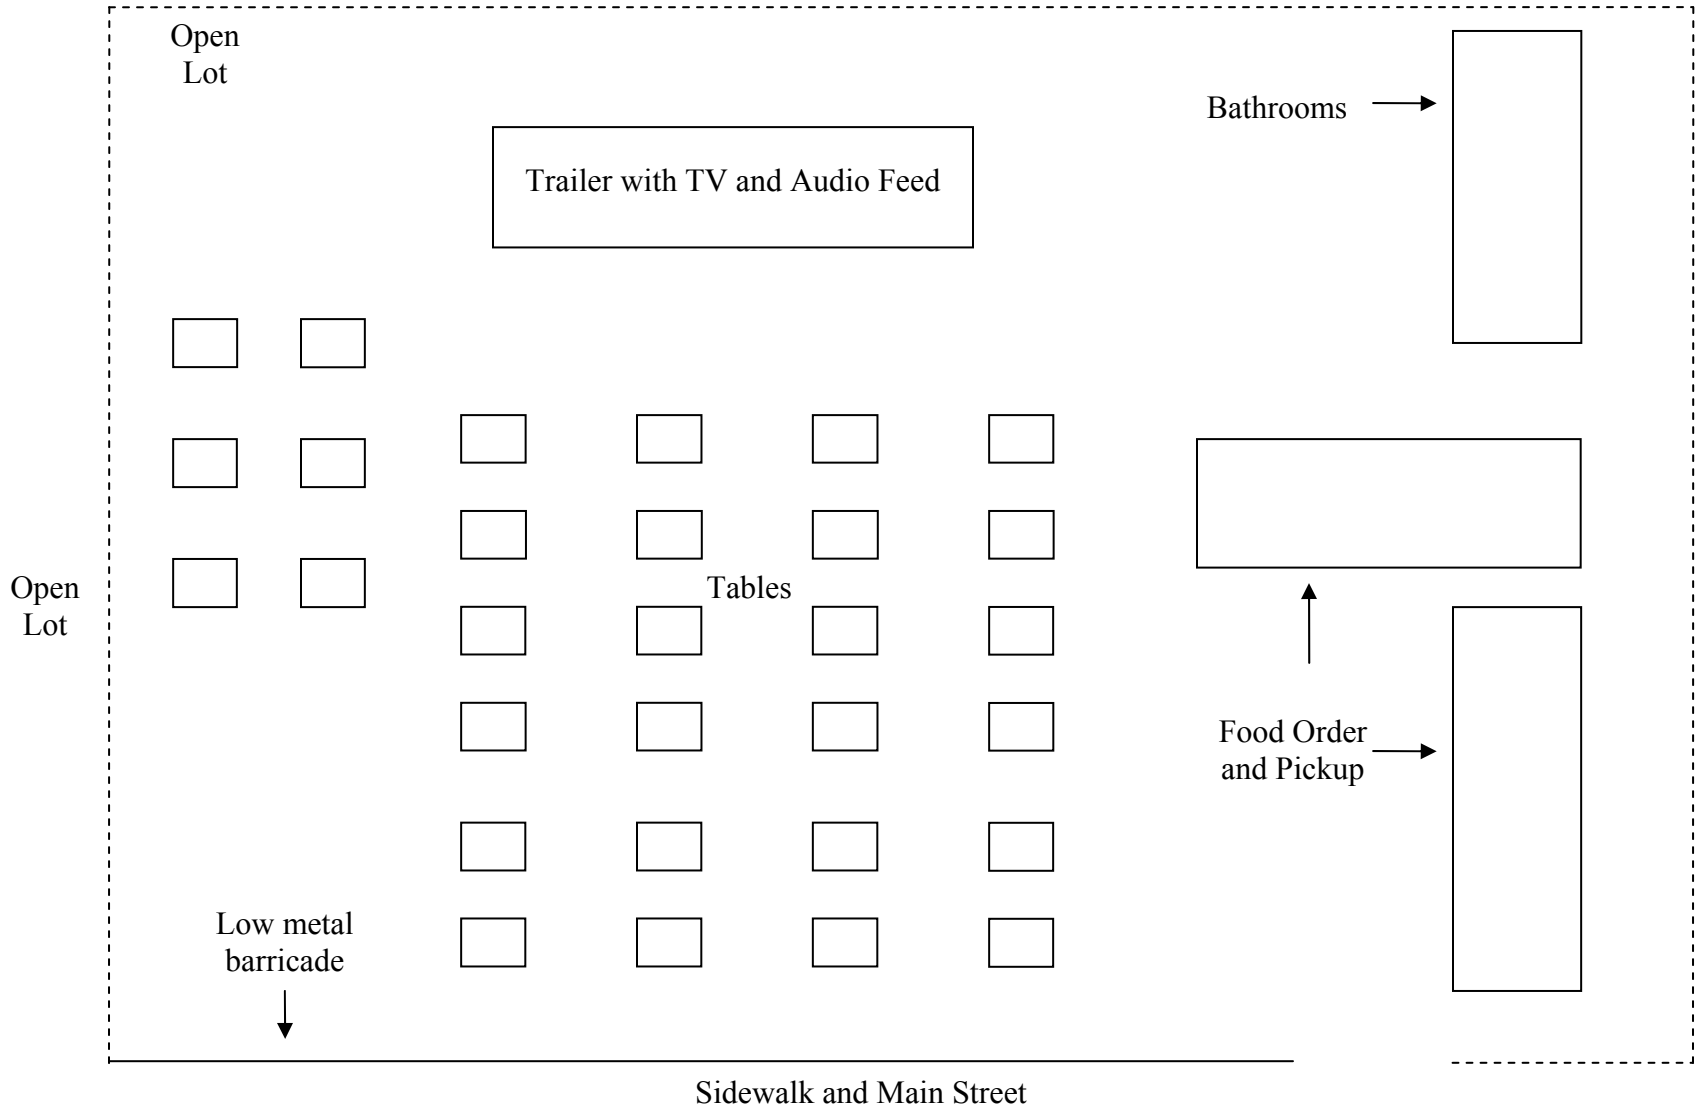 Open
Lot
Bathrooms
Trailer with TV and Audio Feed
Open
Lot
Tables
Food Order
and Pickup
Low metal
barricade
Sidewalk and Main Street